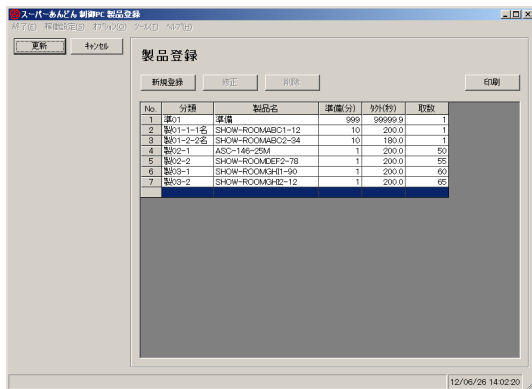 スーパーあんどん 制御PC 製品登録
終了(E) 稼働設定(S) オプション(O) ツール(T) ヘルプ(H)
更新 キャンセル
製品登録
新規登録 修正 削除 印刷
No. 分類 製品名 準備(分) タクト(秒) 取数
1 準01 準備 999 99999.9 1
2 製01-1-1名 SHOW-ROOMABC1-12 10 200.0 1
3 製01-2-2名 SHOW-ROOMABC2-34 10 180.0 1
4 製02-1 ASC-146-25M 1 200.0 50
5 製02-2 SHOW-ROOMDEF2-78 1 200.0 55
6 製03-1 SHOW-ROOMGHI1-90 1 200.0 60
7 製03-2 SHOW-ROOMGHI2-12 1 200.0 65
12/06/26 14:02:20